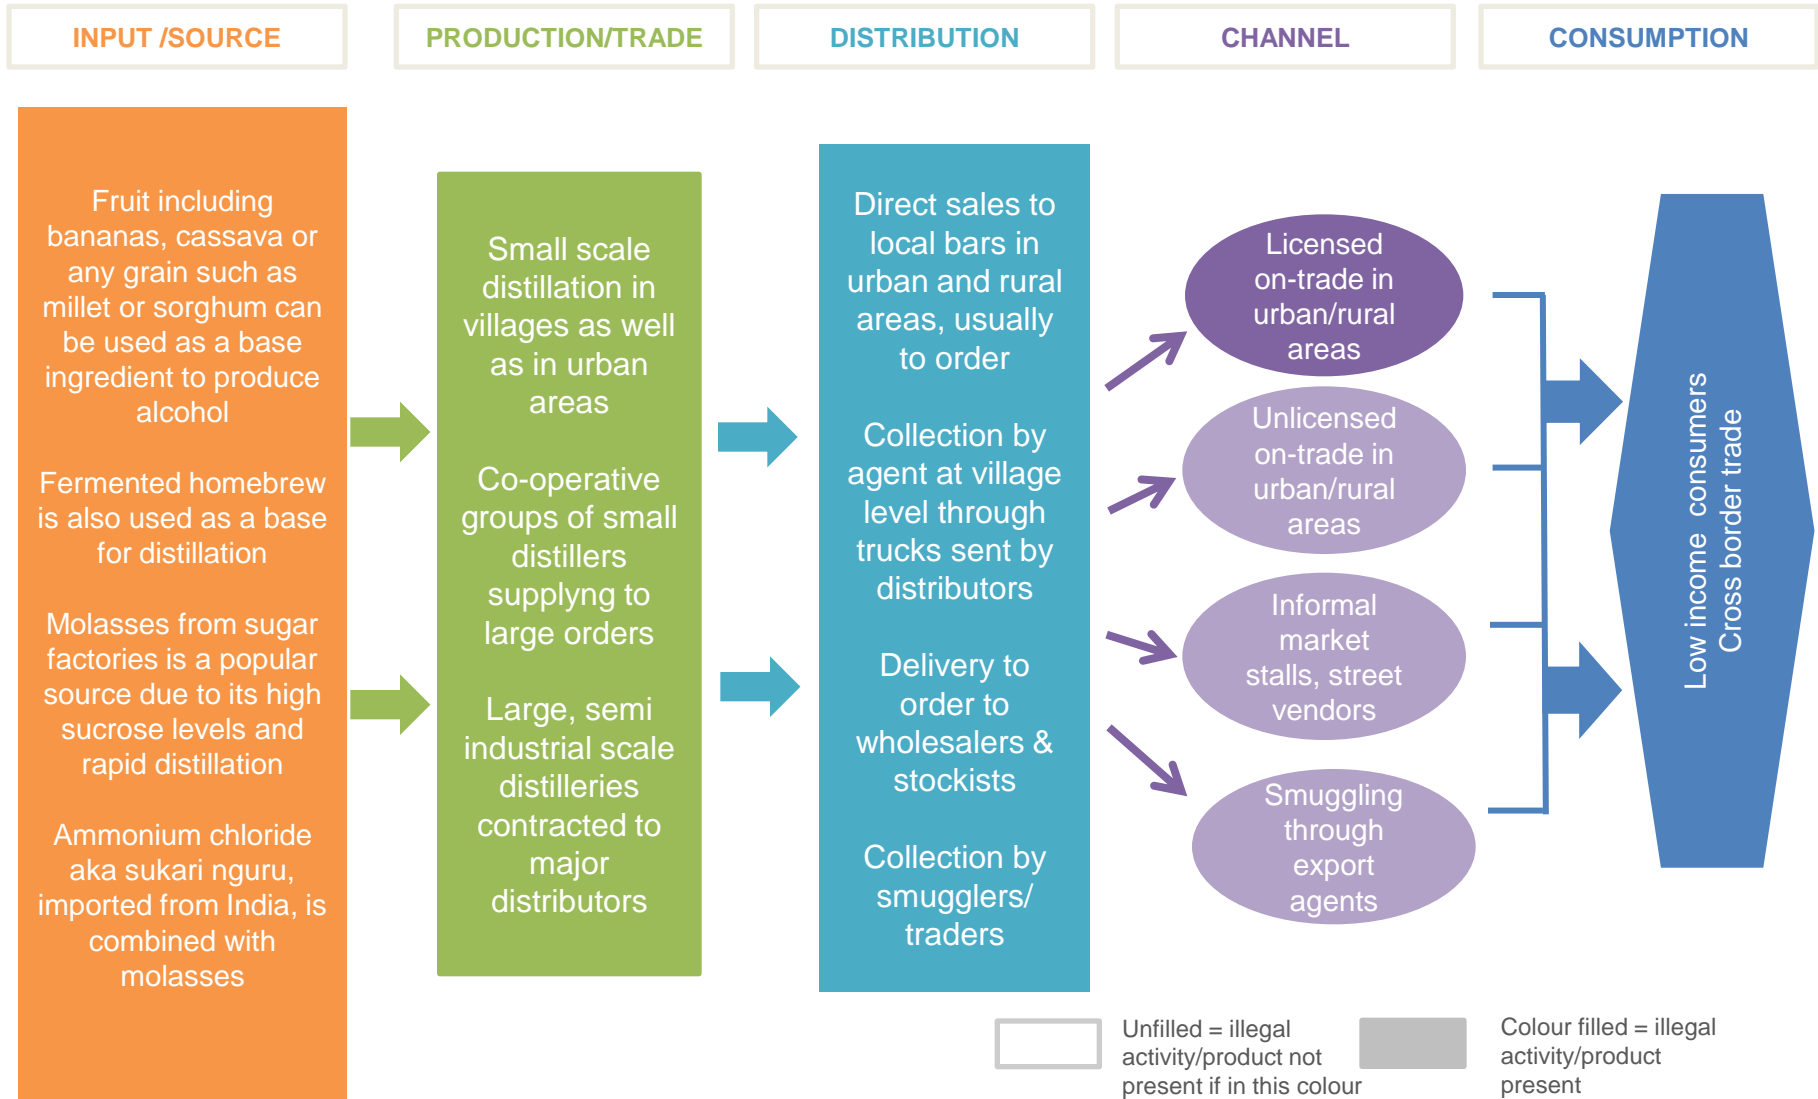 INPUT /SOURCE
PRODUCTION/TRADE
DISTRIBUTION
CHANNEL
CONSUMPTION
Fruit including
bananas, cassava or
any grain such as
millet or sorghum can
be used as a base
ingredient to produce
alcohol
Fermented homebrew
is also used as a base
for distillation
Molasses from sugar
factories is a popular
source due to its high
sucrose levels and
rapid distillation
Ammonium chloride
aka sukari nguru,
imported from India, is
combined with
molasses
Small scale
distillation in
villages as well
as in urban
areas
Co-operative
groups of small
distillers
supplyng to
large orders
Large, semi
industrial scale
distilleries
contracted to
major
distributors
Direct sales to
local bars in
urban and rural
areas, usually
to order
Collection by
agent at village
level through
trucks sent by
distributors
Delivery to
order to
wholesalers &
stockists
Collection by
smugglers/
traders
Licensed
on-trade in
urban/rural
areas
Unlicensed
on-trade in
urban/rural
areas
Informal
market
stalls, street
vendors
Smuggling
through
export
agents
Low income consumers
Cross border trade
Unfilled = illegal
activity/product not
present if in this colour
Colour filled = illegal
activity/product
present